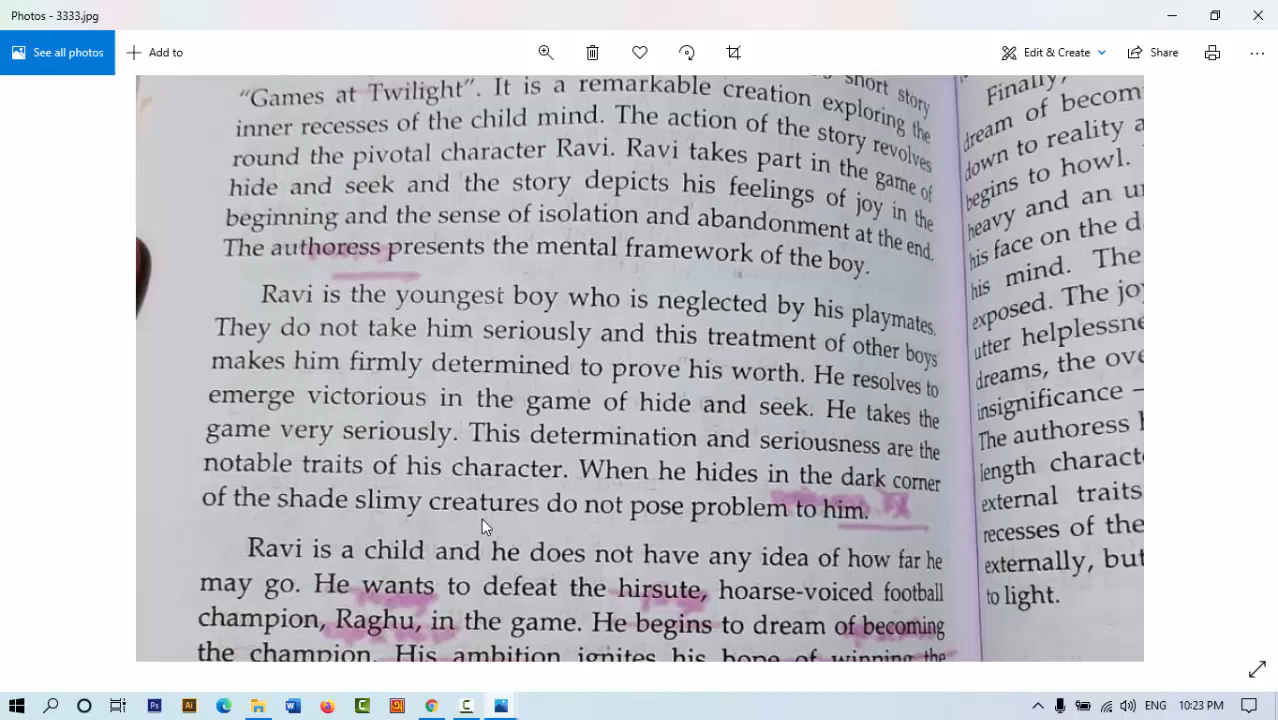 Photos - 3333.jpg
See all photos
Add to
Edit & Create
Share
short story
"Games at Twilight". It is a remarkable creation exploring the
inner recesses of the child mind. The action of the story revolves
round the pivotal character Ravi. Ravi takes part in the game of
hide and seek and the story depicts his feelings of joy in the
beginning and the sense of isolation and abandonment at the end.
The authoress presents the mental framework of the boy.
Ravi is the youngest boy who is neglected by his playmates.
They do not take him seriously and this treatment of other boys
makes him firmly determined to prove his worth. He resolves to
emerge victorious in the game of hide and seek. He takes the
game very seriously. This determination and seriousness are the
notable traits of his character. When he hides in the dark corner
of the shade slimy creatures do not pose problem to him.
Ravi is a child and he does not have any idea of how far he
may go. He wants to defeat the hirsute, hoarse-voiced football
champion, Raghu, in the game. He begins to dream of becoming
the champion. His ambition ignites his hope of winning the
Finally,
dream of becom
down to reality a
begins to howl.
heavy and an u
his face on the d
his mind. The
exposed. The jo
utter helplessne
dreams, the ove
insignificance –
The authoress h
length charact
external traits
recesses of the
externally, but
to light.
ENG
10:23 PM